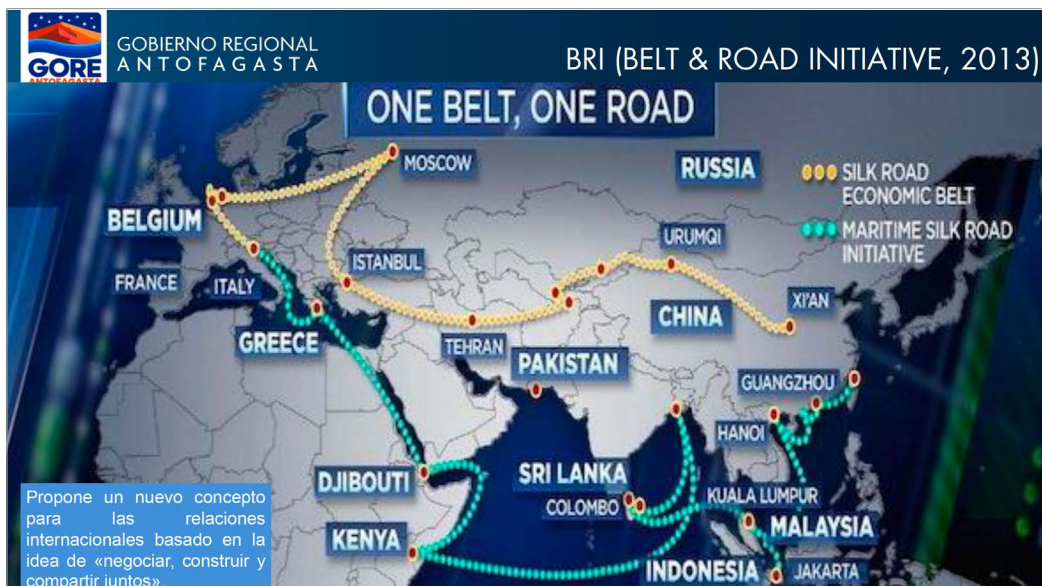 GORE
ANTOFAGASTA
GOBIERNO REGIONAL
ANTOFAGASTA
BRI (BELT & ROAD INITIATIVE, 2013)
ONE BELT, ONE ROAD
MOSCOW
RUSSIA
SILK ROAD
ECONOMIC BELT
MARITIME SILK ROAD
INITIATIVE
BELGIUM
URUMQI
ISTANBUL
FRANCE
ITALY
XI'AN
CHINA
GREECE
TEHRAN
PAKISTAN
GUANGZHOU
HANOI
DJIBOUTI
SRI LANKA
COLOMBO
KUALA LUMPUR
MALAYSIA
KENYA
INDONESIA
JAKARTA
Propone un nuevo concepto
para las relaciones
internacionales basado en la
idea de «negociar, construir y
compartir juntos».